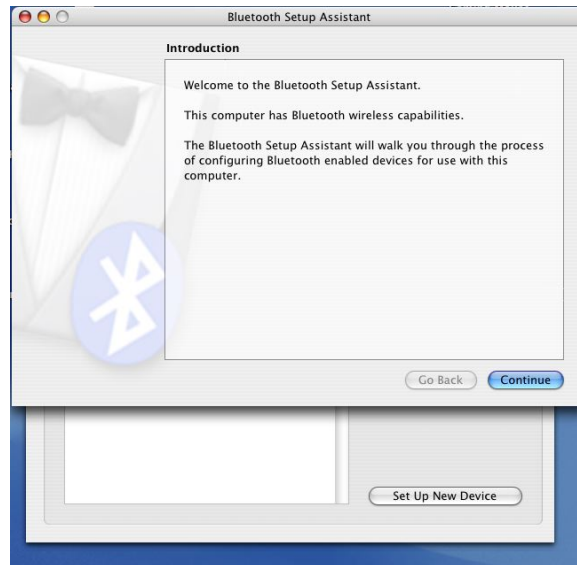 Bluetooth Setup Assistant
Introduction
Welcome to the Bluetooth Setup Assistant.
This computer has Bluetooth wireless capabilities.
The Bluetooth Setup Assistant will walk you through the process
of configuring Bluetooth enabled devices for use with this
computer.
Go Back
Continue
Set Up New Device